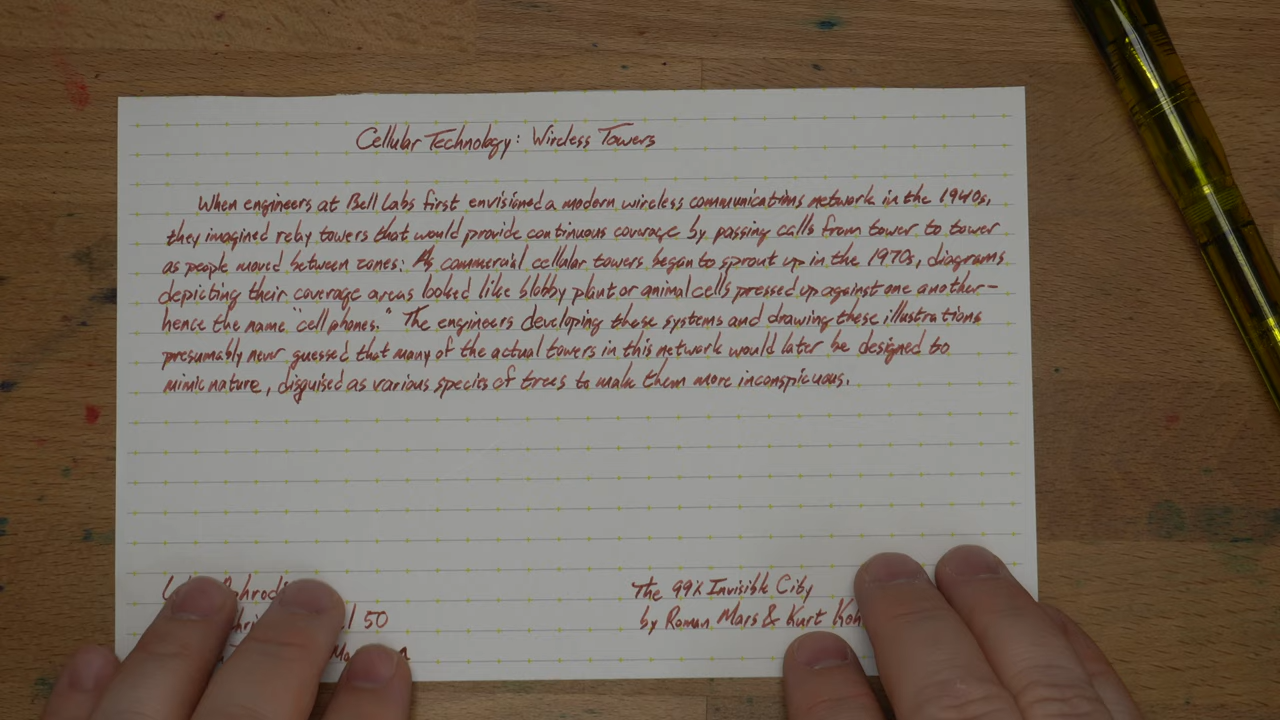 Cellular Technology: Wireless Towers
When engineers at Bell Labs first envisioned a modern wireless communications network in the 1940s,
they imagined relay towers that would provide continuous coverage by passing calls from tower to tower
as people moved between zones. As commercial cellular towers began to sprout up in the 1970s, diagrams
depicting their coverage areas looked like blobby plant or animal cells pressed up against one another-
hence the name "cell phones." The engineers developing these systems and drawing these illustrations
presumably never guessed that many of the actual towers in this network would later be designed to
mimic nature, disguised as various species of trees to make them more inconspicuous.
50
The 99% Invisible City
by Roman Mars & Kurt